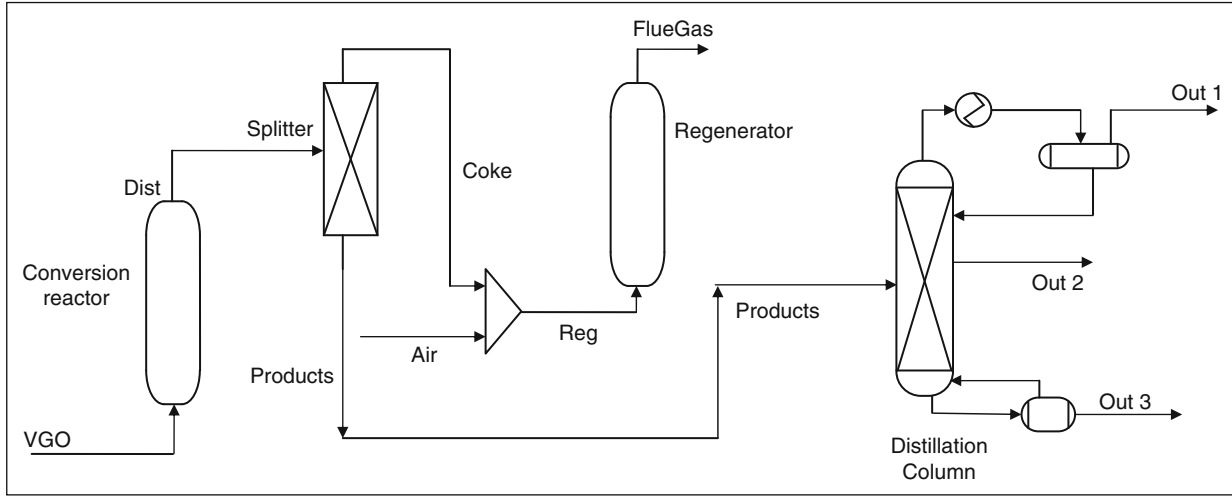 FlueGas
Out 1
Splitter
Regenerator
Coke
Dist
Conversion
reactor
Out 2
Products
Reg
Air
Products
Out 3
VGO
Distillation
Column